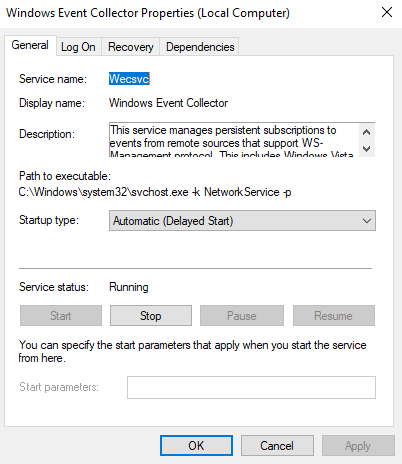 Windows Event Collector Properties (Local Computer)
General Log On Recovery Dependencies
Service name: Wecsvc
Display name: Windows Event Collector
Description: This service manages persistent subscriptions to
events from remote sources that support WS-
Management protocol. This includes Windows Vista
Path to executable:
C:\Windows\system32\svchost.exe -k NetworkService -p
Startup type: Automatic (Delayed Start)
Service status: Running
Start Stop Pause Resume
You can specify the start parameters that apply when you start the service
from here.
Start parameters:
OK Cancel Apply